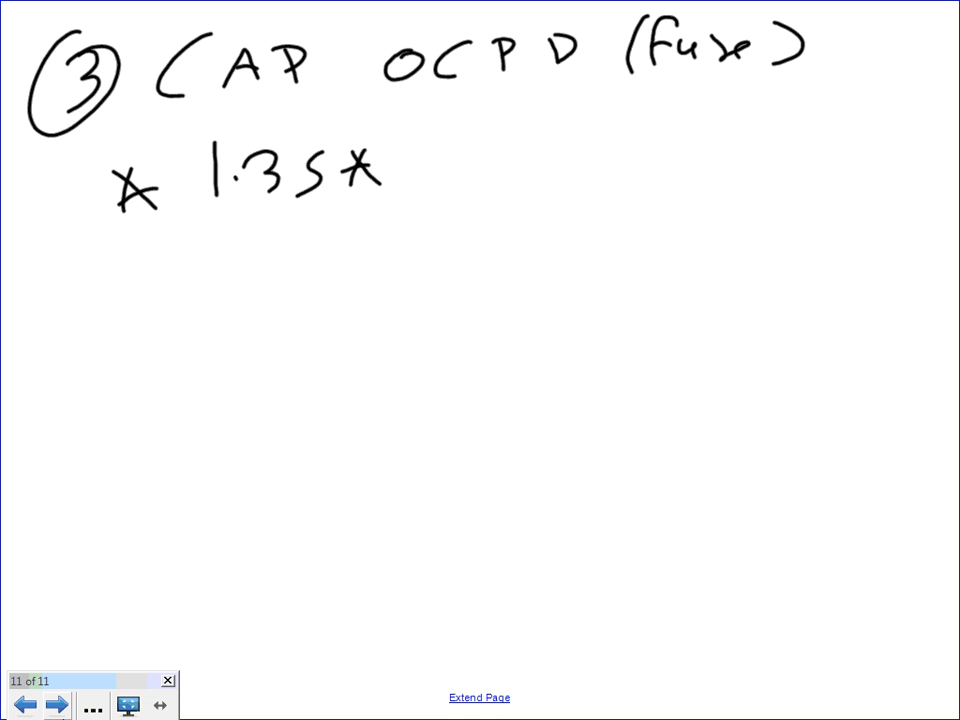 ③ CAP OCPD (fuse)
* 1.35*
11 of 11
...
Extend Page